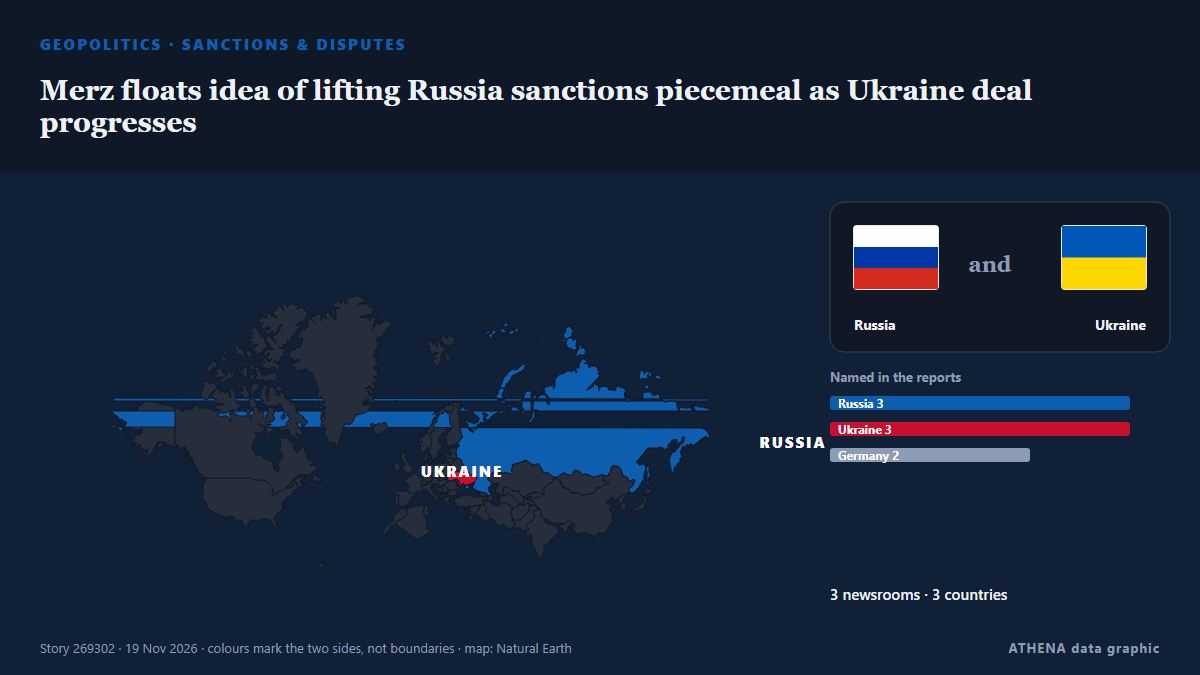 GEOPOLITICS · SANCTIONS & DISPUTES
Merz floats idea of lifting Russia sanctions piecemeal as Ukraine deal
progresses
and
Russia
Ukraine
Named in the reports
Russia 3
Ukraine 3
Germany 2
RUSSIA
UKRAINE
3 newsrooms · 3 countries
Story 269302 · 19 Nov 2026 · colours mark the two sides, not boundaries · map: Natural Earth
ATHENA data graphic